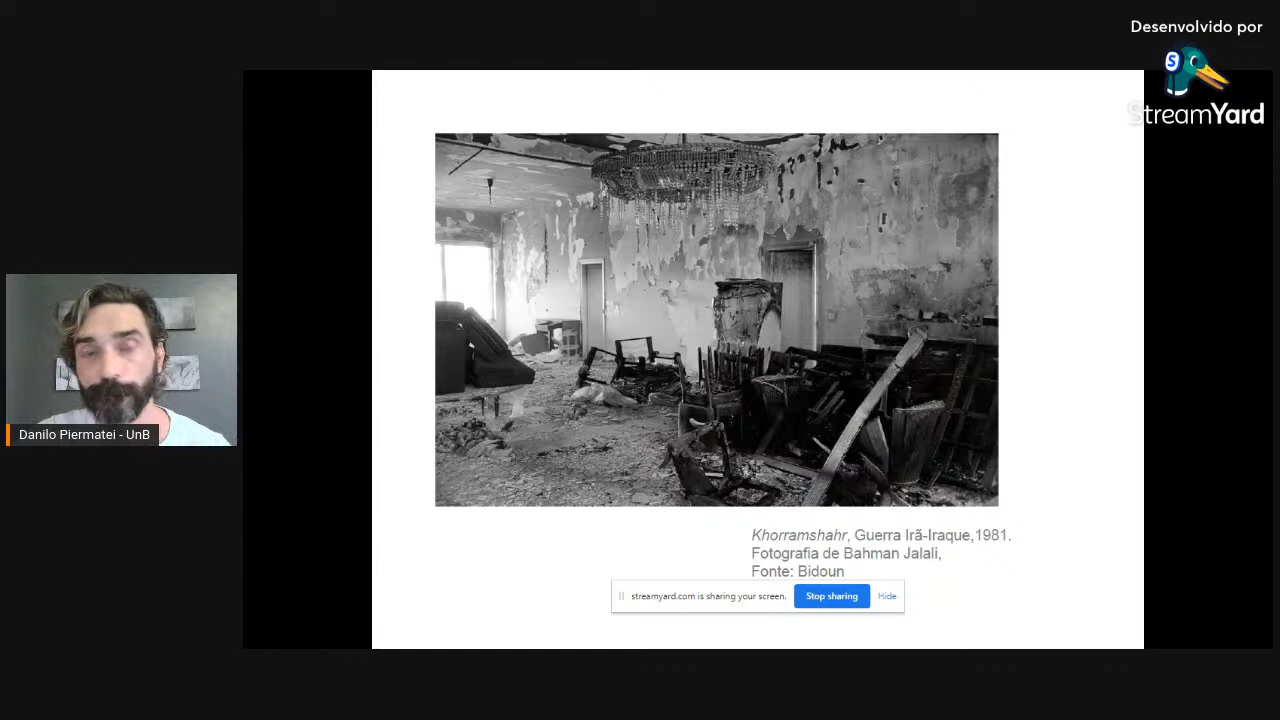 Desenvolvido por
StreamYard
Danilo Piermatei - UnB
Khorramshahr, Guerra Irã-Iraque,1981.
Fotografia de Bahman Jalali,
Fonte: Bidoun
streamyard.com is sharing your screen. Stop sharing Hide